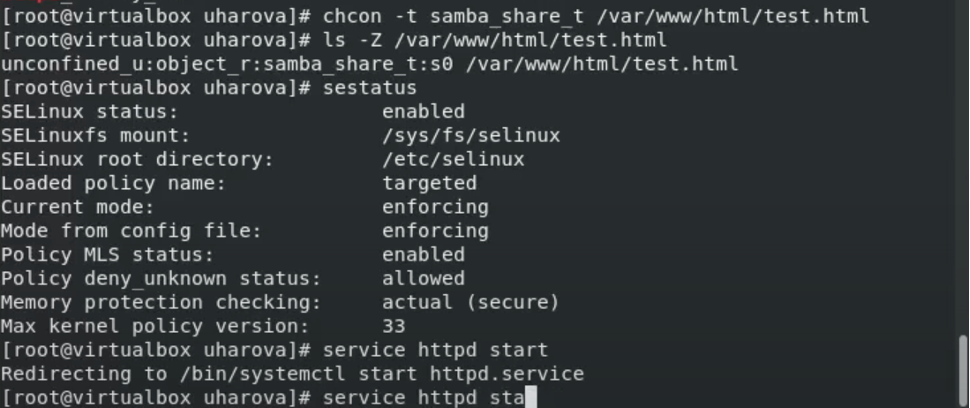 [root@virtualbox uharova]# chcon -t samba_share_t /var/www/html/test.html
[root@virtualbox uharova]# ls -Z /var/www/html/test.html
unconfined_u:object_r:samba_share_t:s0 /var/www/html/test.html
[root@virtualbox uharova]# sestatus
SELinux status:                 enabled
SELinuxfs mount:                /sys/fs/selinux
SELinux root directory:         /etc/selinux
Loaded policy name:             targeted
Current mode:                   enforcing
Mode from config file:          enforcing
Policy MLS status:              enabled
Policy deny_unknown status:     allowed
Memory protection checking:     actual (secure)
Max kernel policy version:      33
[root@virtualbox uharova]# service httpd start
Redirecting to /bin/systemctl start httpd.service
[root@virtualbox uharova]# service httpd sta